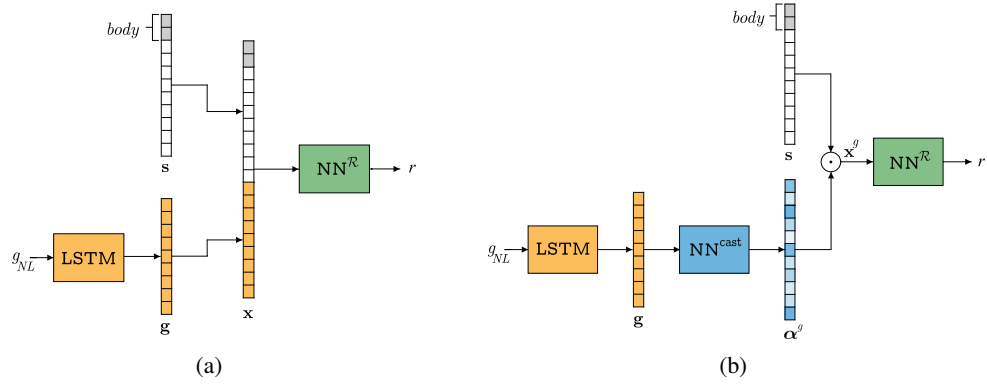 body
s
g_NL
LSTM
g
x
NN^R
r
(a)
body
s
g_NL
LSTM
g
NN^cast
α^g
x^g
NN^R
r
(b)